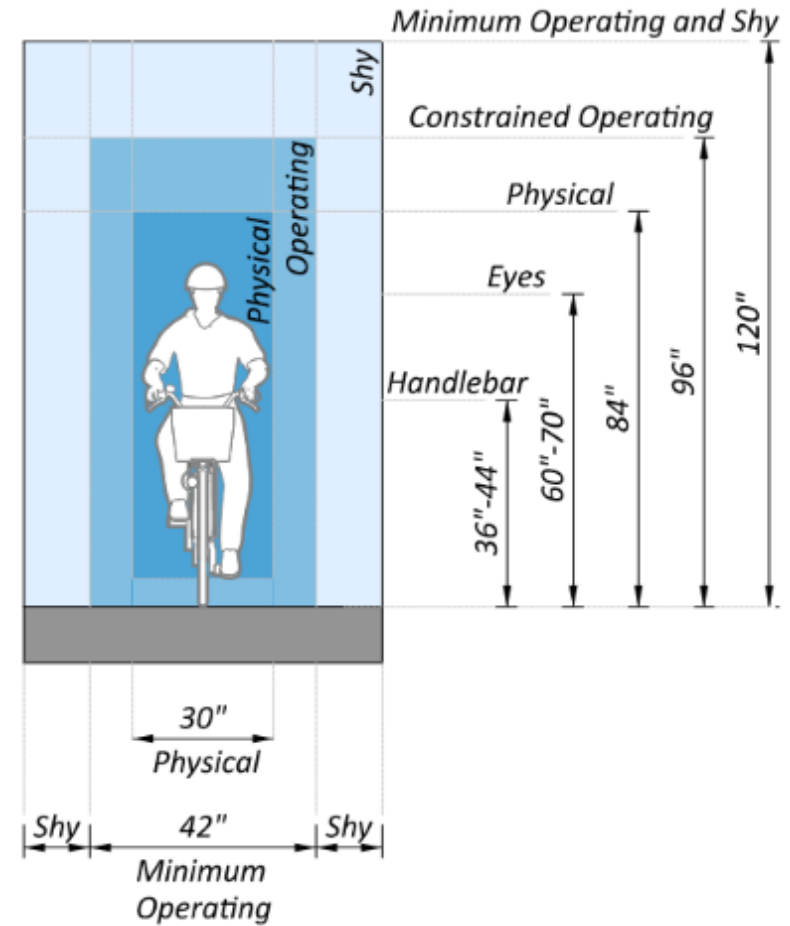 Minimum Operating and Shy
Shy
Constrained Operating
Operating
Physical
Physical
Eyes
Handlebar
36"-44"
60"-70"
84"
96"
120"
30"
Physical
Shy
42"
Shy
Minimum
Operating